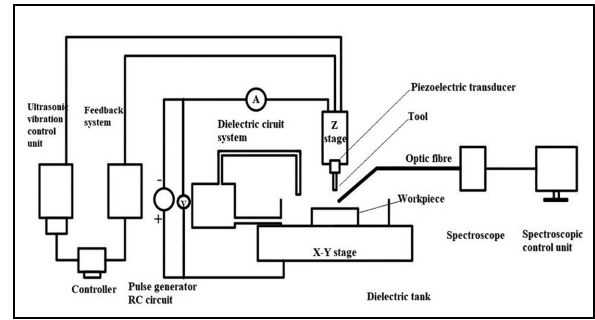 Piezoelectric transducer
Tool
Ultrasonic
vibration
control
unit
Feedback
system
A
Dielectric ciruit
system
Z
stage
Optic fibre
-
+
V
Workpiece
Spectroscope
Spectroscopic
control unit
X-Y stage
Controller
Pulse generator
RC circuit
Dielectric tank